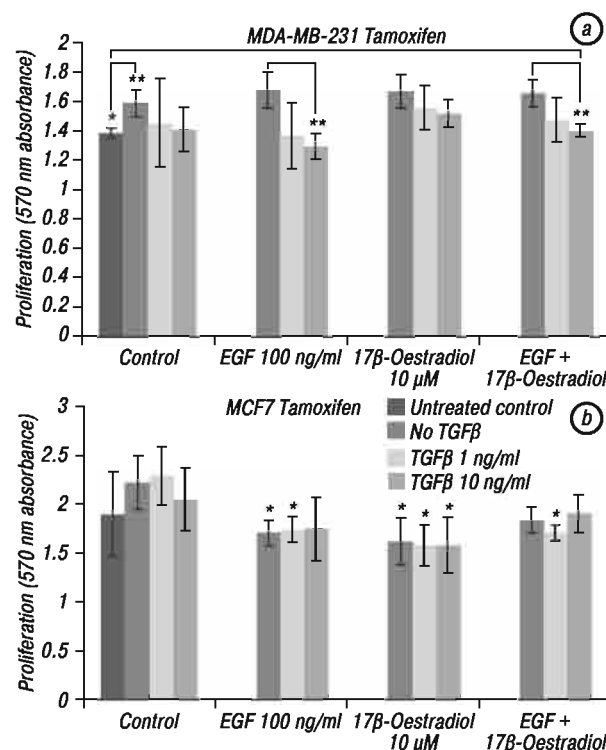 a
MDA-MB-231 Tamoxifen
Proliferation (570 nm absorbance)
2
1.8
1.6
1.4
1.2
1
0.8
0.6
0.4
0.2
0
*
**
**
**
Control
EGF 100 ng/ml
17β-Oestradiol
10 µM
EGF +
17β-Oestradiol
b
MCF7 Tamoxifen
Untreated control
No TGFβ
TGFβ 1 ng/ml
TGFβ 10 ng/ml
Proliferation (570 nm absorbance)
3
2.5
2
1.5
1
0.5
0
*
*
*
*
*
*
Control
EGF 100 ng/ml
17β-Oestradiol
10 µM
EGF +
17β-Oestradiol